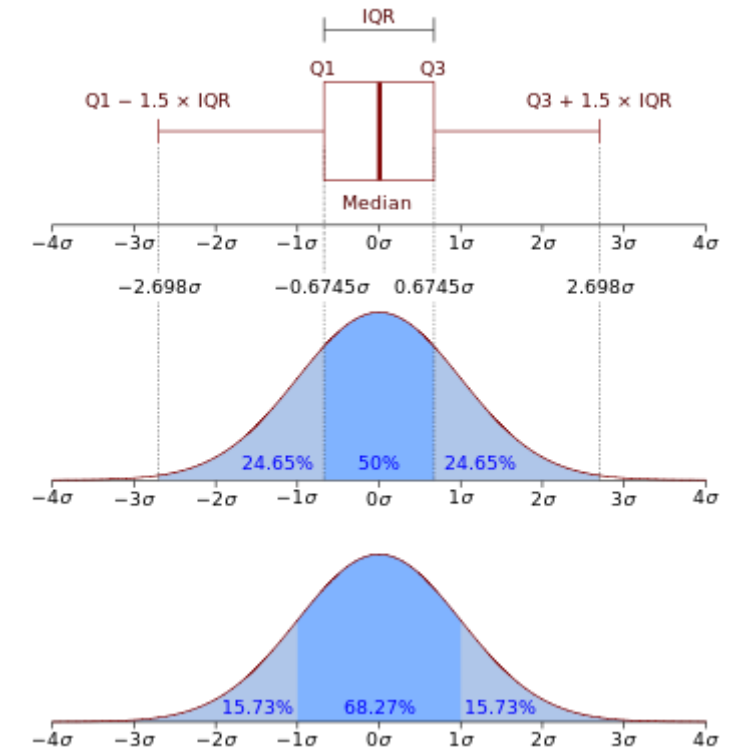 IQR
Q1 Q3
Q1 − 1.5 × IQR Q3 + 1.5 × IQR
Median
−4σ −3σ −2σ −1σ 0σ 1σ 2σ 3σ 4σ
−2.698σ −0.6745σ 0.6745σ 2.698σ
24.65% 50% 24.65%
−4σ −3σ −2σ −1σ 0σ 1σ 2σ 3σ 4σ
15.73% 68.27% 15.73%
−4σ −3σ −2σ −1σ 0σ 1σ 2σ 3σ 4σ